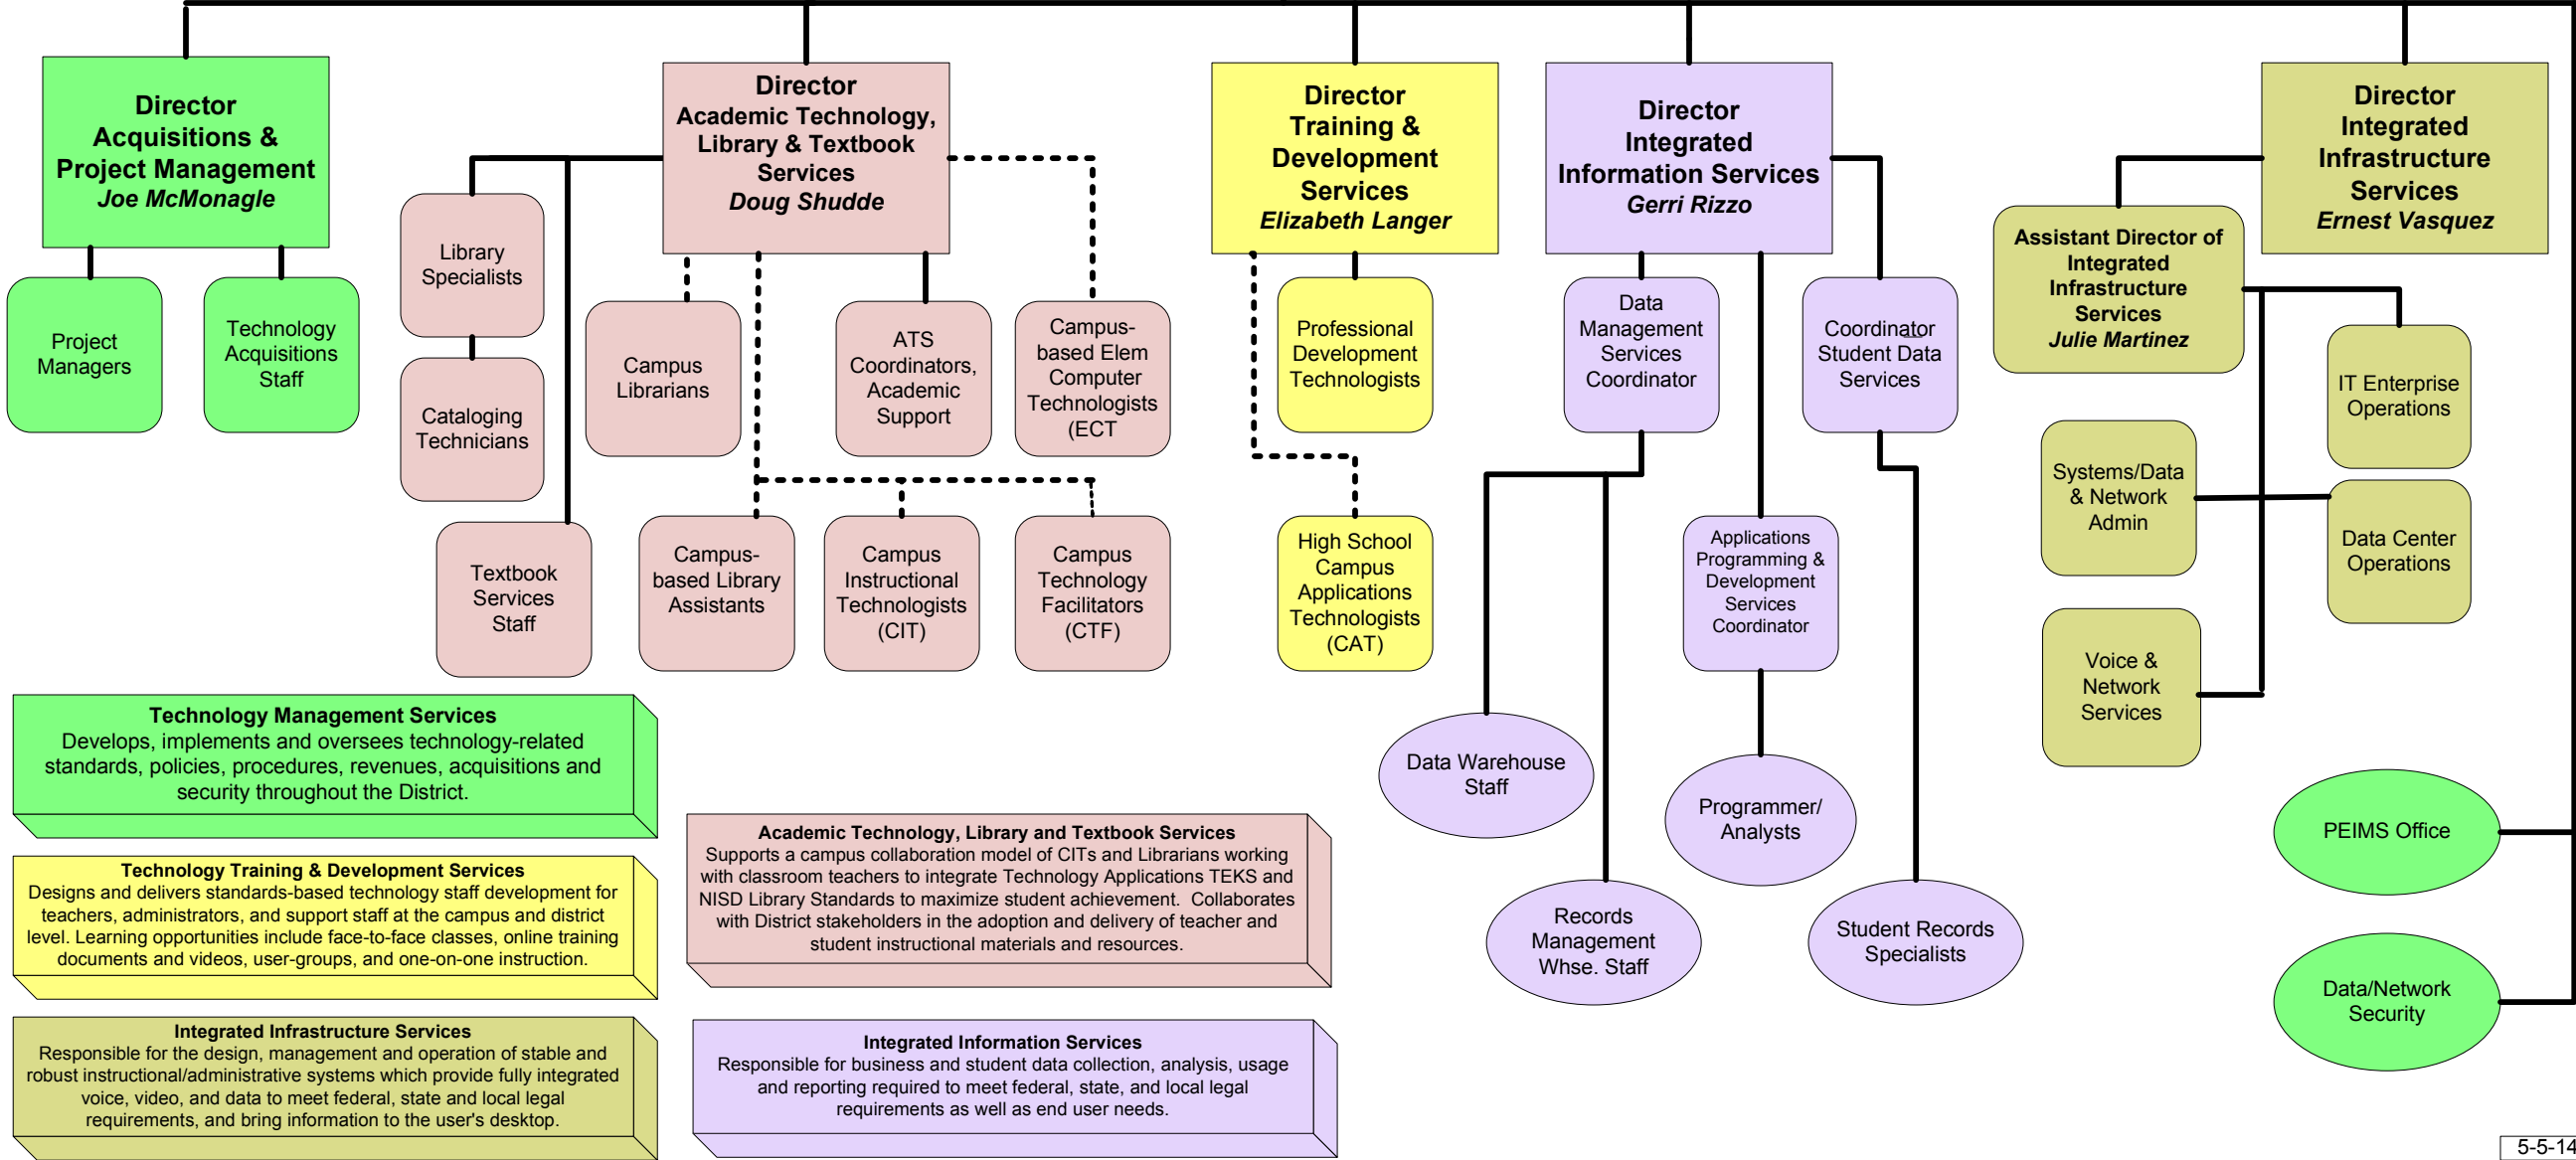 Director
Acquisitions &
Project Management
Joe McMonagle
Director
Academic Technology,
Library & Textbook
Services
Doug Shudde
Director
Training &
Development
Services
Elizabeth Langer
Director
Integrated
Information Services
Gerri Rizzo
Director
Integrated
Infrastructure
Services
Ernest Vasquez
Assistant Director of
Integrated
Infrastructure
Services
Julie Martinez
Project
Managers
Technology
Acquisitions
Staff
Library
Specialists
Cataloging
Technicians
Campus
Librarians
ATS
Coordinators,
Academic
Support
Campus-
based Elem
Computer
Technologists
(ECT
Professional
Development
Technologists
Data
Management
Services
Coordinator
Coordinator
Student Data
Services
IT Enterprise
Operations
Systems/Data
& Network
Admin
Data Center
Operations
Textbook
Services
Staff
Campus-
based Library
Assistants
Campus
Instructional
Technologists
(CIT)
Campus
Technology
Facilitators
(CTF)
High School
Campus
Applications
Technologists
(CAT)
Applications
Programming &
Development
Services
Coordinator
Voice &
Network
Services
Data Warehouse
Staff
Programmer/
Analysts
Records
Management
Whse. Staff
Student Records
Specialists
PEIMS Office
Data/Network
Security
Technology Management Services
Develops, implements and oversees technology-related
standards, policies, procedures, revenues, acquisitions and
security throughout the District.
Technology Training & Development Services
Designs and delivers standards-based technology staff development for
teachers, administrators, and support staff at the campus and district
level. Learning opportunities include face-to-face classes, online training
documents and videos, user-groups, and one-on-one instruction.
Integrated Infrastructure Services
Responsible for the design, management and operation of stable and
robust instructional/administrative systems which provide fully integrated
voice, video, and data to meet federal, state and local legal
requirements, and bring information to the user's desktop.
Academic Technology, Library and Textbook Services
Supports a campus collaboration model of CITs and Librarians working
with classroom teachers to integrate Technology Applications TEKS and
NISD Library Standards to maximize student achievement. Collaborates
with District stakeholders in the adoption and delivery of teacher and
student instructional materials and resources.
Integrated Information Services
Responsible for business and student data collection, analysis, usage
and reporting required to meet federal, state, and local legal
requirements as well as end user needs.
5-5-14